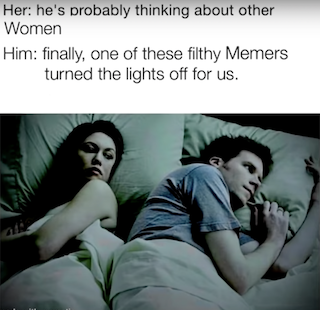 Her: he's probably thinking about other
Women
Him: finally, one of these filthy Memers
turned the lights off for us.